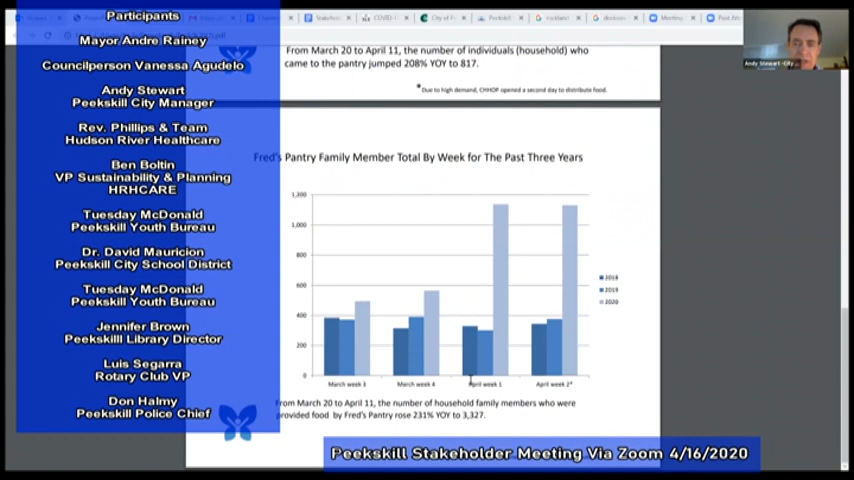 Participants
Mayor Andre Rainey
Councilperson Vanessa Agudelo
Andy Stewart
Peekskill City Manager
Rev. Phillips & Team
Hudson River Healthcare
Ben Boltin
VP Sustainability & Planning
HRHCARE
Tuesday McDonald
Peekskill Youth Bureau
Dr. David Mauricion
Peekskill City School District
Tuesday McDonald
Peekskill Youth Bureau
Jennifer Brown
Peekskilll Library Director
Luis Segarra
Rotary Club VP
Don Halmy
Peekskill Police Chief
Stakehold
COVID-
City of P
Peekskill
rockland
Meeting
Andy Stewart -City
From March 20 to April 11, the number of individuals (household) who
came to the pantry jumped 208% YOY to 817.
*Due to high demand, CHHOP opened a second day to distribute food.
Fred's Pantry Family Member Total By Week for The Past Three Years
1,200
1,000
800
600
400
200
0
2018
2019
2020
March week 3
March week 4
April week 1
April week 2*
From March 20 to April 11, the number of household family members who were
provided food by Fred's Pantry rose 231% YOY to 3,327.
Peekskill Stakeholder Meeting Via Zoom 4/16/2020